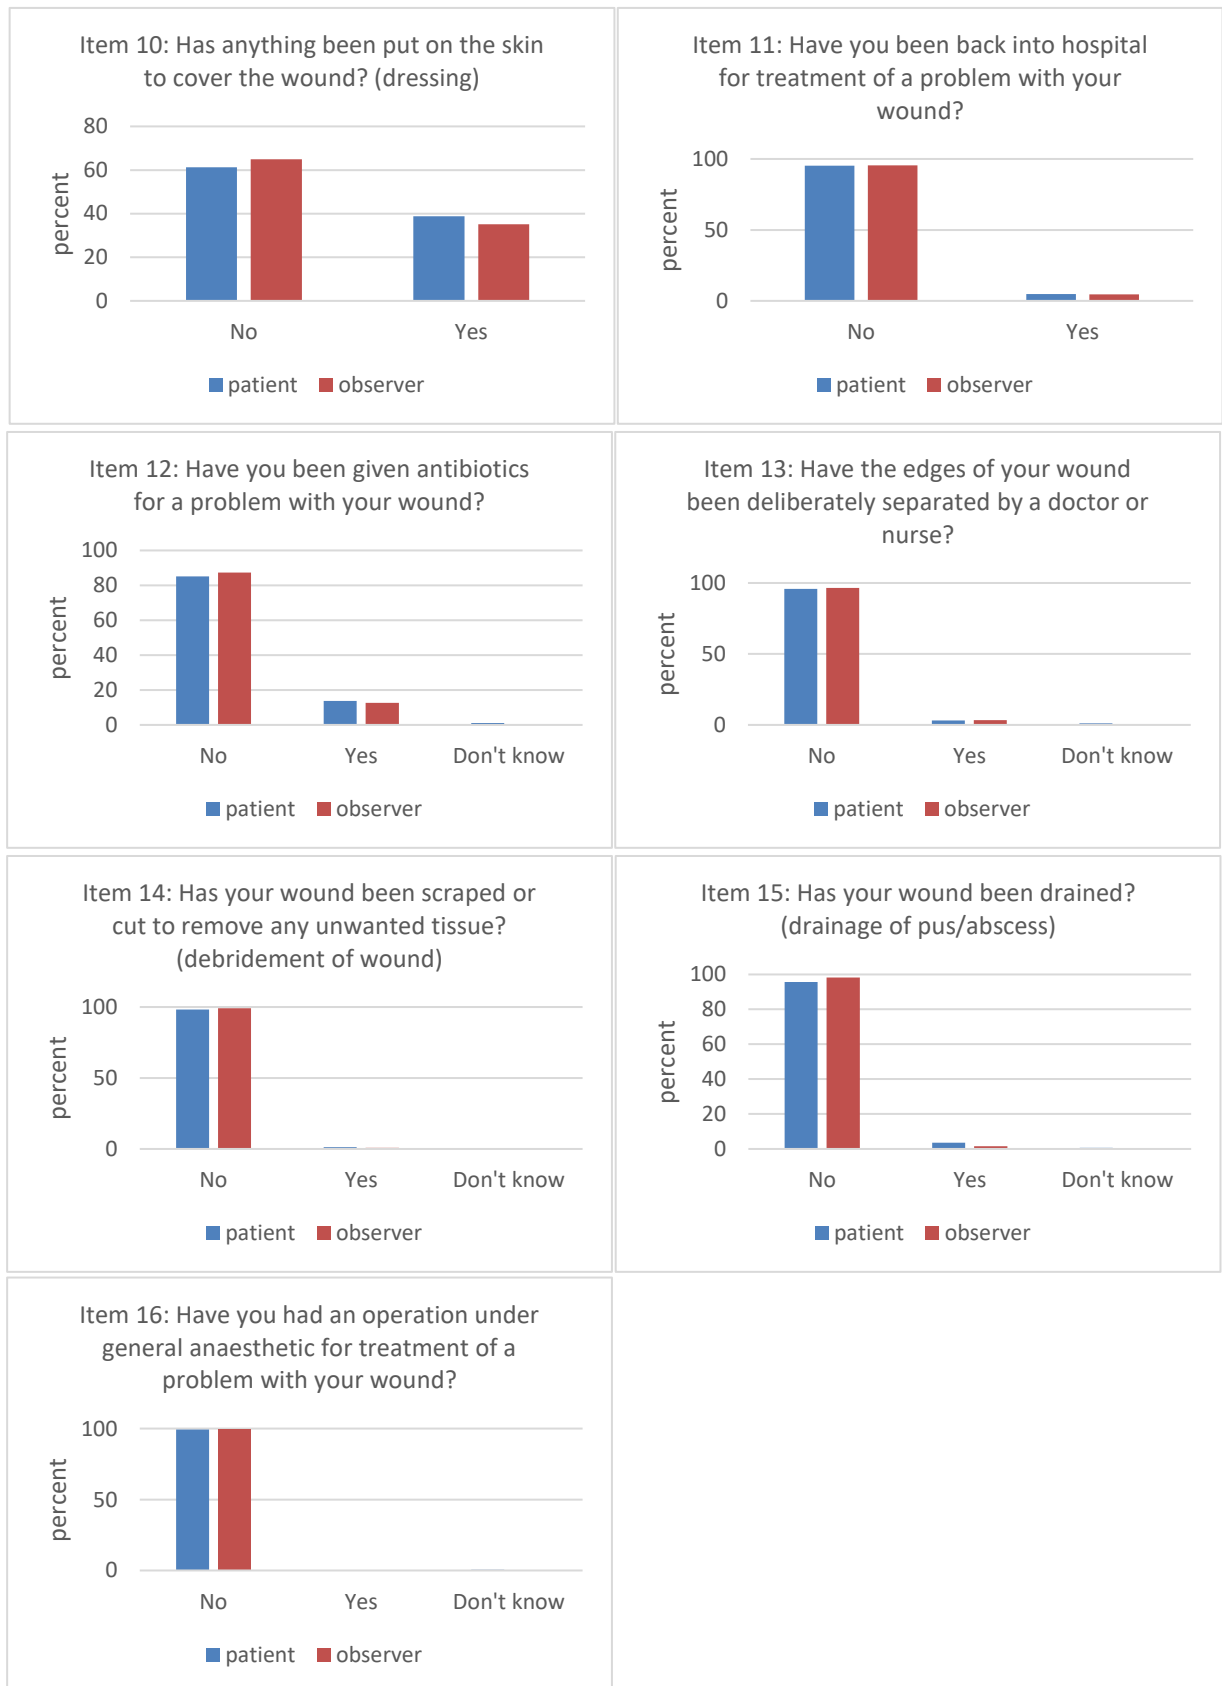 Item 10: Has anything been put on the skin
to cover the wound? (dressing)
80
60
40
20
0
percent
No Yes
patient observer
Item 11: Have you been back into hospital
for treatment of a problem with your
wound?
100
50
0
percent
No Yes
patient observer
Item 12: Have you been given antibiotics
for a problem with your wound?
100
80
60
40
20
0
percent
No Yes Don't know
patient observer
Item 13: Have the edges of your wound
been deliberately separated by a doctor or
nurse?
100
50
0
percent
No Yes Don't know
patient observer
Item 14: Has your wound been scraped or
cut to remove any unwanted tissue?
(debridement of wound)
100
50
0
percent
No Yes Don't know
patient observer
Item 15: Has your wound been drained?
(drainage of pus/abscess)
100
80
60
40
20
0
percent
No Yes Don't know
patient observer
Item 16: Have you had an operation under
general anaesthetic for treatment of a
problem with your wound?
100
50
0
percent
No Yes Don't know
patient observer